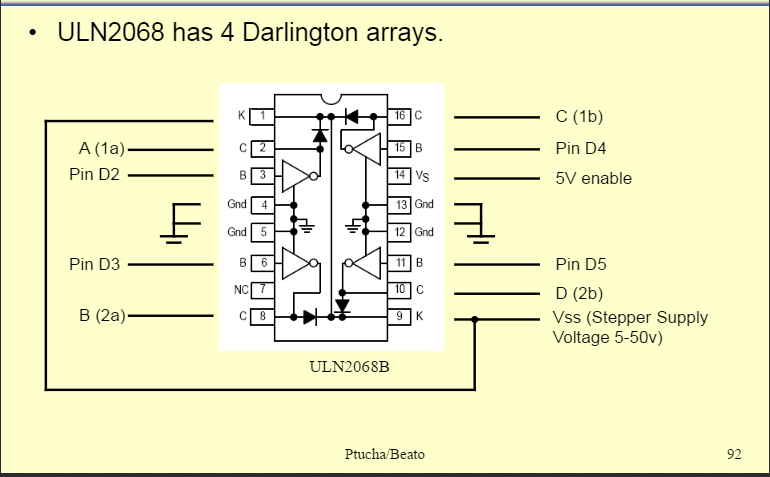 • ULN2068 has 4 Darlington arrays.
K 1 16 C C (1b)
A (1a) C 2 15 B Pin D4
Pin D2 B 3 14 VS 5V enable
Gnd 4 13 Gnd
Gnd 5 12 Gnd
Pin D3 B 6 11 B Pin D5
NC 7 10 C D (2b)
B (2a) C 8 9 K Vss (Stepper Supply
Voltage 5-50v)
ULN2068B
Ptucha/Beato 92